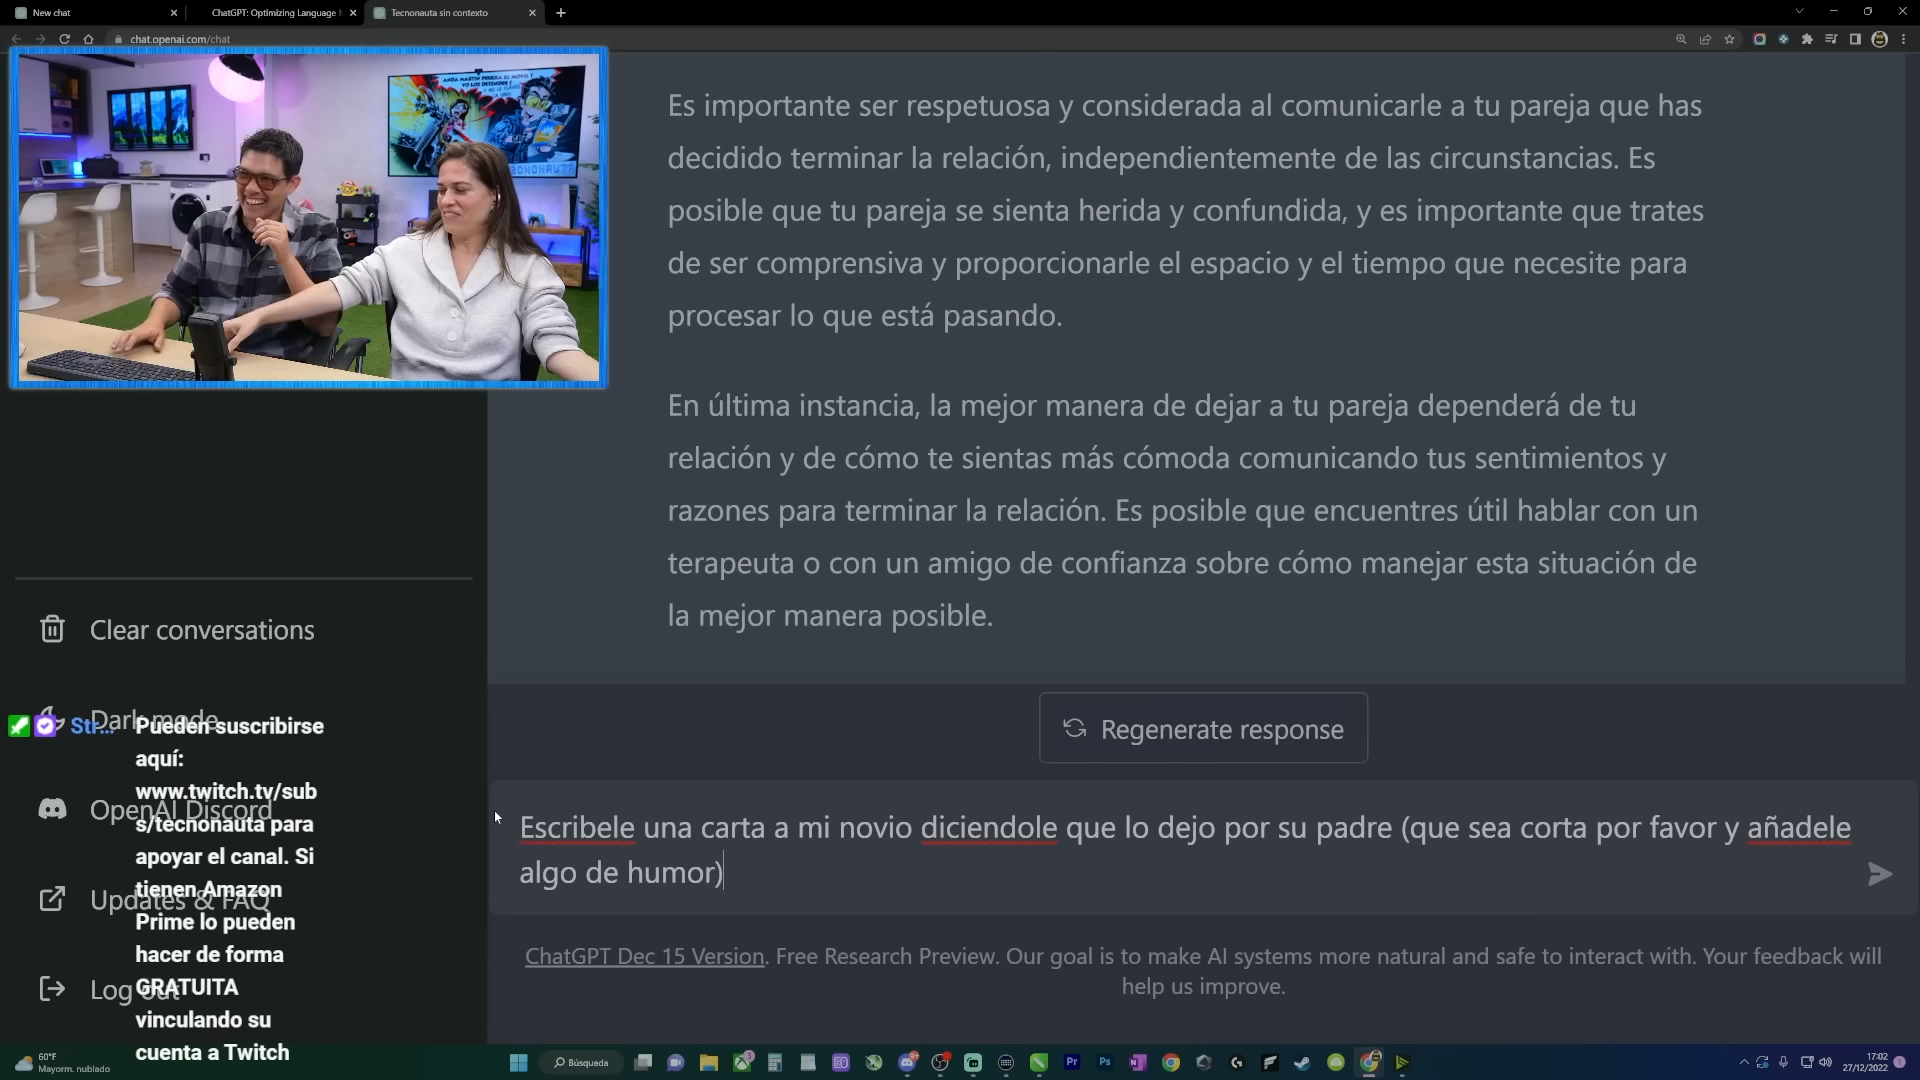 New chat
ChatGPT: Optimizing Language
Tecnonauta sin contexto
chat.openai.com/chat
Es importante ser respetuosa y considerada al comunicarle a tu pareja que has
decidido terminar la relación, independientemente de las circunstancias. Es
posible que tu pareja se sienta herida y confundida, y es importante que trates
de ser comprensiva y proporcionarle el espacio y el tiempo que necesite para
procesar lo que está pasando.
En última instancia, la mejor manera de dejar a tu pareja dependerá de tu
relación y de cómo te sientas más cómoda comunicando tus sentimientos y
razones para terminar la relación. Es posible que encuentres útil hablar con un
terapeuta o con un amigo de confianza sobre cómo manejar esta situación de
la mejor manera posible.
Clear conversations
Dark mode
OpenAI Discord
Updates & FAQ
Log out
Str... Pueden suscribirse
aquí:
www.twitch.tv/sub
s/tecnonauta para
apoyar el canal. Si
tienen Amazon
Prime lo pueden
hacer de forma
GRATUITA
vinculando su
cuenta a Twitch
Regenerate response
Escribele una carta a mi novio diciendole que lo dejo por su padre (que sea corta por favor y añadele
algo de humor)
ChatGPT Dec 15 Version. Free Research Preview. Our goal is to make AI systems more natural and safe to interact with. Your feedback will
help us improve.
60°F
Mayorm. nublado
Búsqueda
17:02
27/12/2022